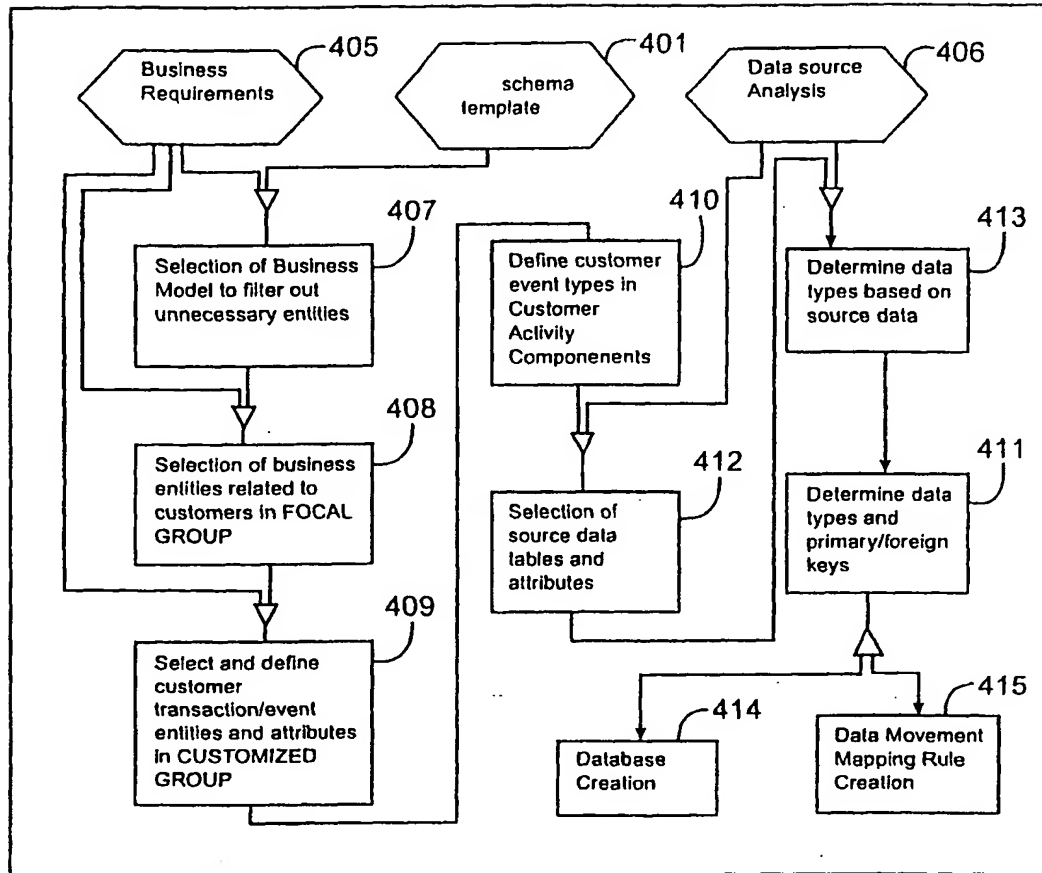 Business
Requirements
405
schema
template
401
Data source
Analysis
406
407
Selection of Business
Model to filter out
unnecessary entities
410
Define customer
event types in
Customer
Activity
Componenents
413
Determine data
types based on
source data
408
Selection of business
entities related to
customers in FOCAL
GROUP
412
Selection of
source data
tables and
attributes
411
Determine data
types and
primary/foreign
keys
409
Select and define
customer
transaction/event
entities and attributes
in CUSTOMIZED
GROUP
414
Database
Creation
415
Data Movement
Mapping Rule
Creation